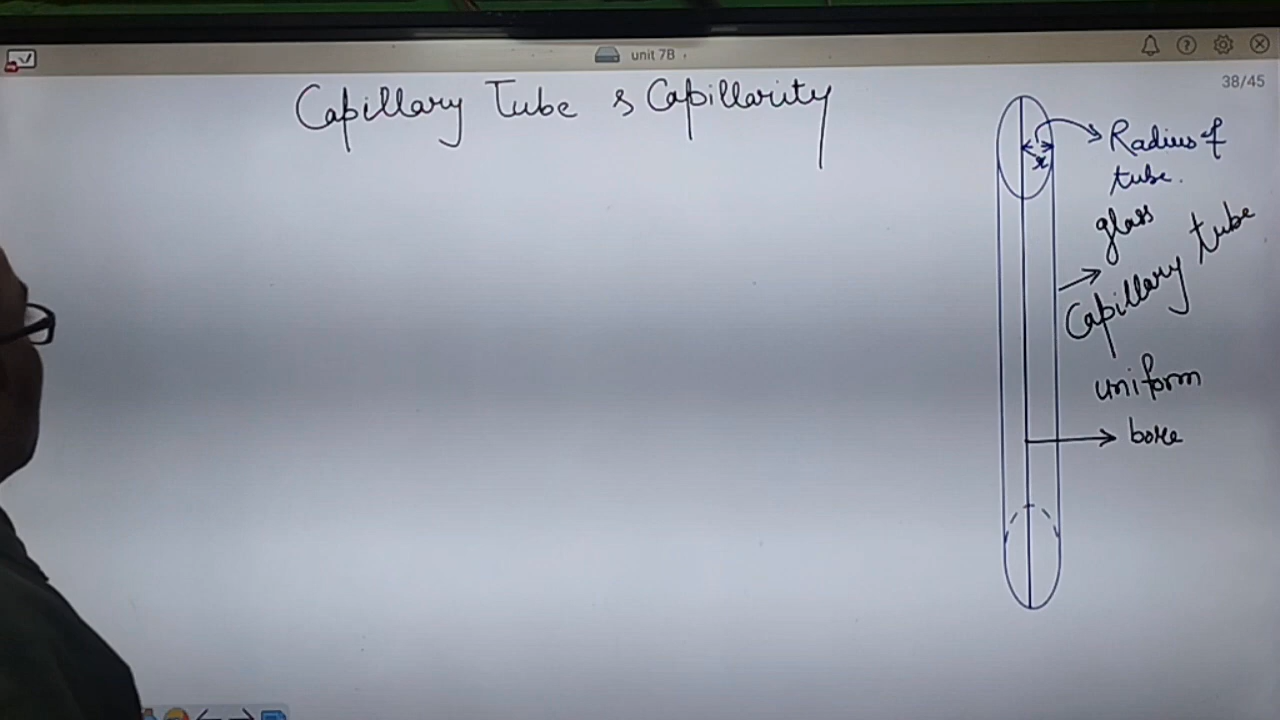 unit 7B
38/45
Capillary Tube & Capillarity
Radius of
tube.
r
glass
Capillary tube
uniform
bore